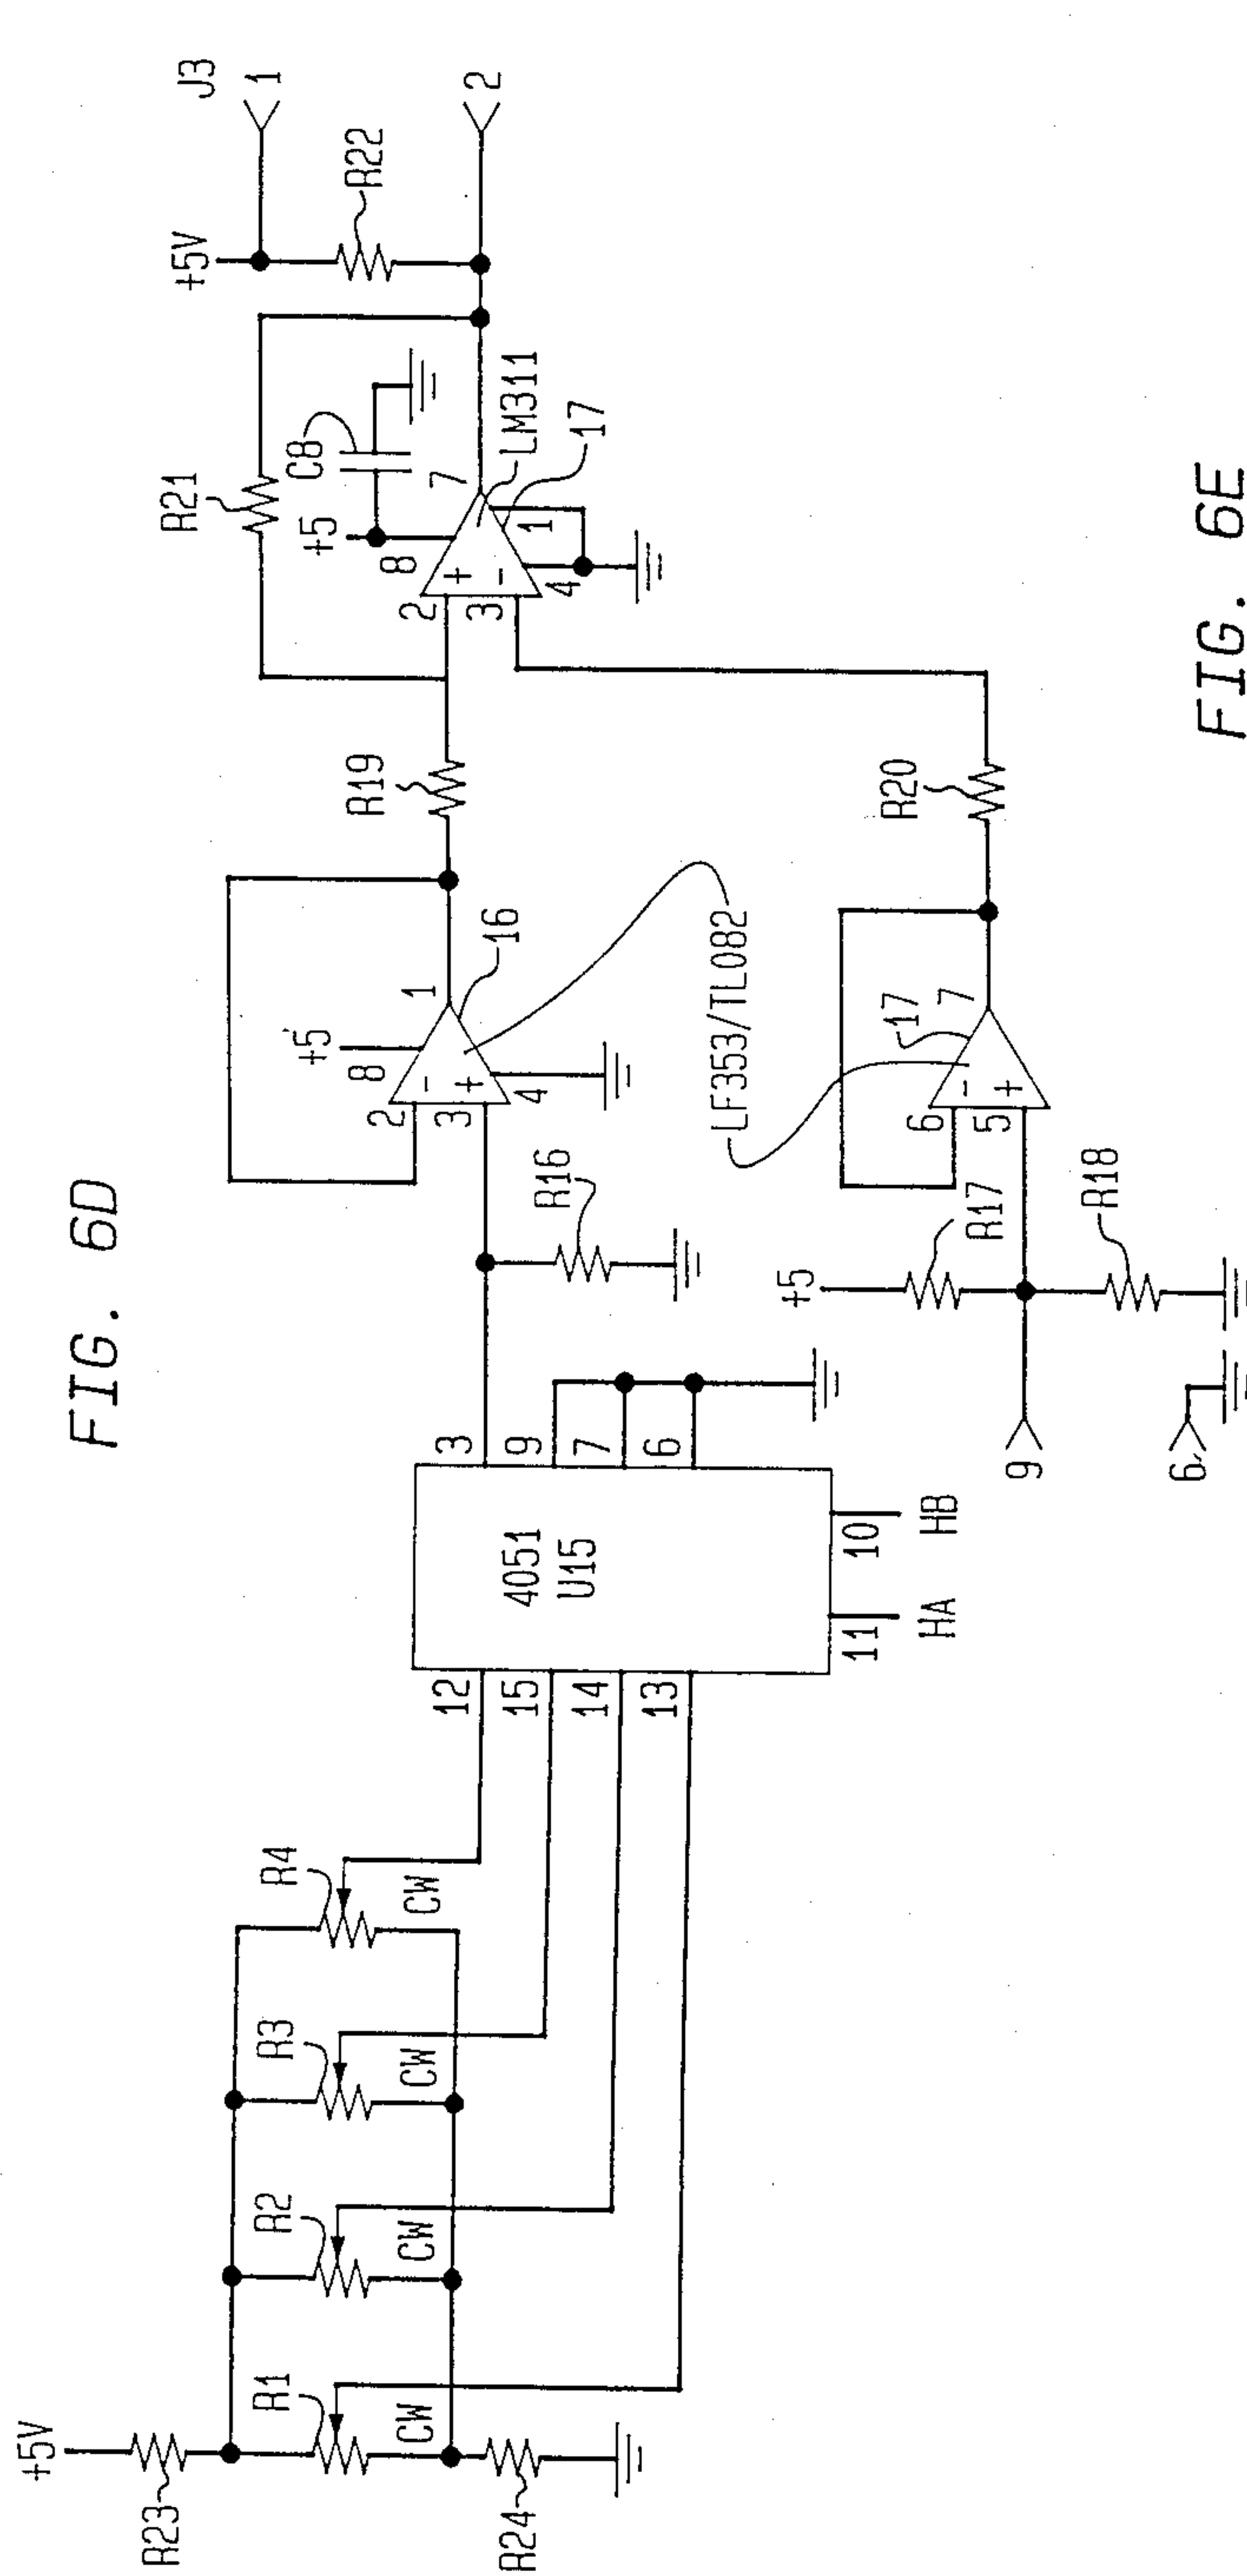 FIG. 6D
+5V
R23
R1
CW
R2
CW
R3
CW
R4
CW
R24
12
15
14
13
4051
U15
3
9
7
6
11
10
HA
HB
R16
+5
8
2
-
3
+
4
1
16
LF353/TL082
R19
R21
+5
C8
8
2
+
3
-
4
1
7
LM311
17
+5V
R22
J3
1
2
9
6
+5
R17
R18
6
-
5
+
7
17
R20
FIG. 6E